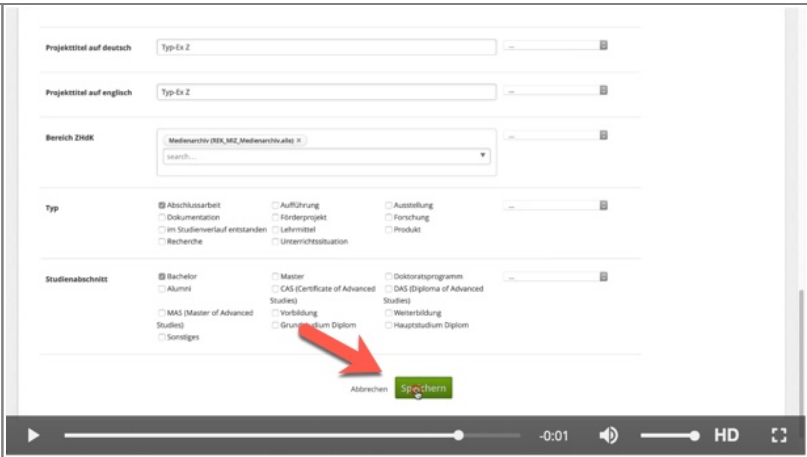 Projekttitel auf deutsch Typ-Ex Z ...
Projekttitel auf englisch Typ-Ex Z ...
Bereich ZHdK Medienarchiv (REK_MIZ_Medienarchiv.alle) × ...
search...
Typ Abschlussarbeit Aufführung Ausstellung ...
Dokumentation Förderprojekt Forschung
im Studienverlauf entstanden Lehrmittel Produkt
Recherche Unterrichtssituation
Studienabschnitt Bachelor Master Doktoratsprogramm ...
Alumni CAS (Certificate of Advanced Studies) DAS (Diploma of Advanced Studies)
MAS (Master of Advanced Studies) Vorbildung Weiterbildung
Grundstudium Diplom Hauptstudium Diplom
Sonstiges
Abbrechen Speichern
-0:01 HD